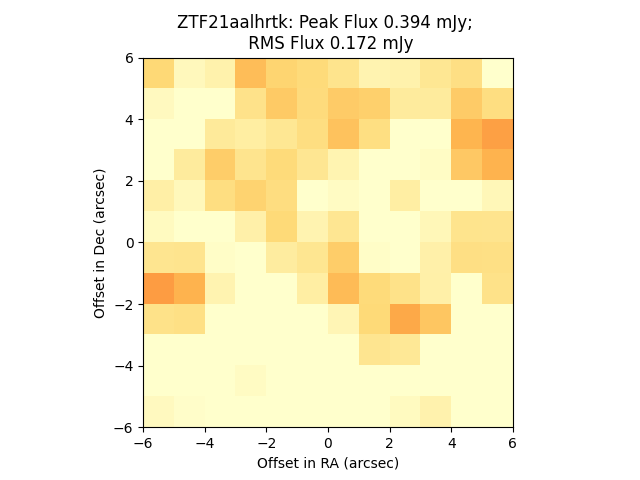 ZTF21aalhrtk: Peak Flux 0.394 mJy;
RMS Flux 0.172 mJy
6
4
2
0
−2
−4
−6
Offset in Dec (arcsec)
−6 −4 −2 0 2 4 6
Offset in RA (arcsec)